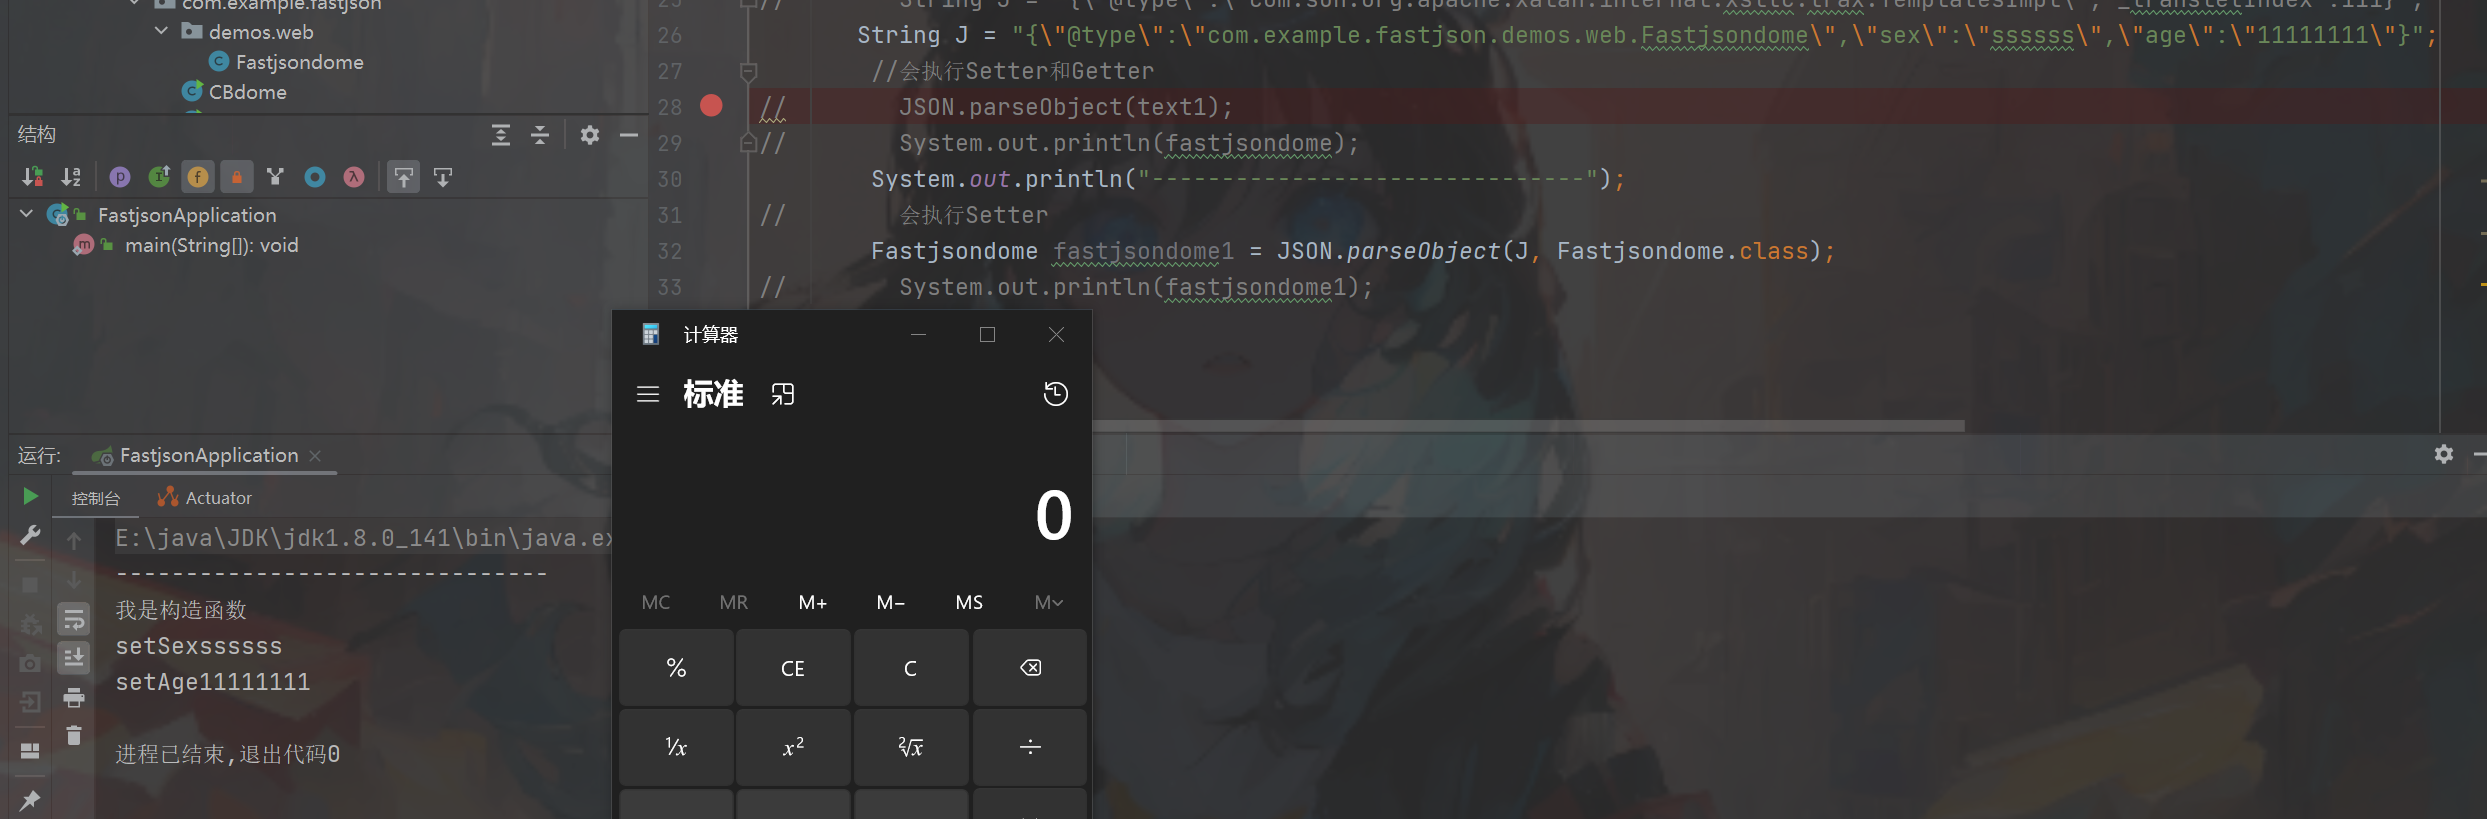 com.example.fastjson
demos.web
Fastjsondome
CBdome
结构
FastjsonApplication
main(String[]): void
25 // String J = "{\"@type\":\"com.sun.org.apache.xalan.internal.xsltc.trax.TemplatesImpl\",
26 String J = "{\"@type\":\"com.example.fastjson.demos.web.Fastjsondome\",\"sex\":\"ssssss\",\"age\":\"11111111\"}";
27 //会执行Setter和Getter
28 // JSON.parseObject(text1);
29 // System.out.println(fastjsondome);
30 System.out.println("-------------------------------");
31 // 会执行Setter
32 Fastjsondome fastjsondome1 = JSON.parseObject(J, Fastjsondome.class);
33 // System.out.println(fastjsondome1);
运行: FastjsonApplication
控制台 Actuator
E:\java\JDK\jdk1.8.0_141\bin\java.ex
-------------------------------
我是构造函数
setSexssssss
setAge11111111
进程已结束,退出代码0
计算器
标准
0
MC MR M+ M− MS M
% CE C
¹/x x² ²√x ÷